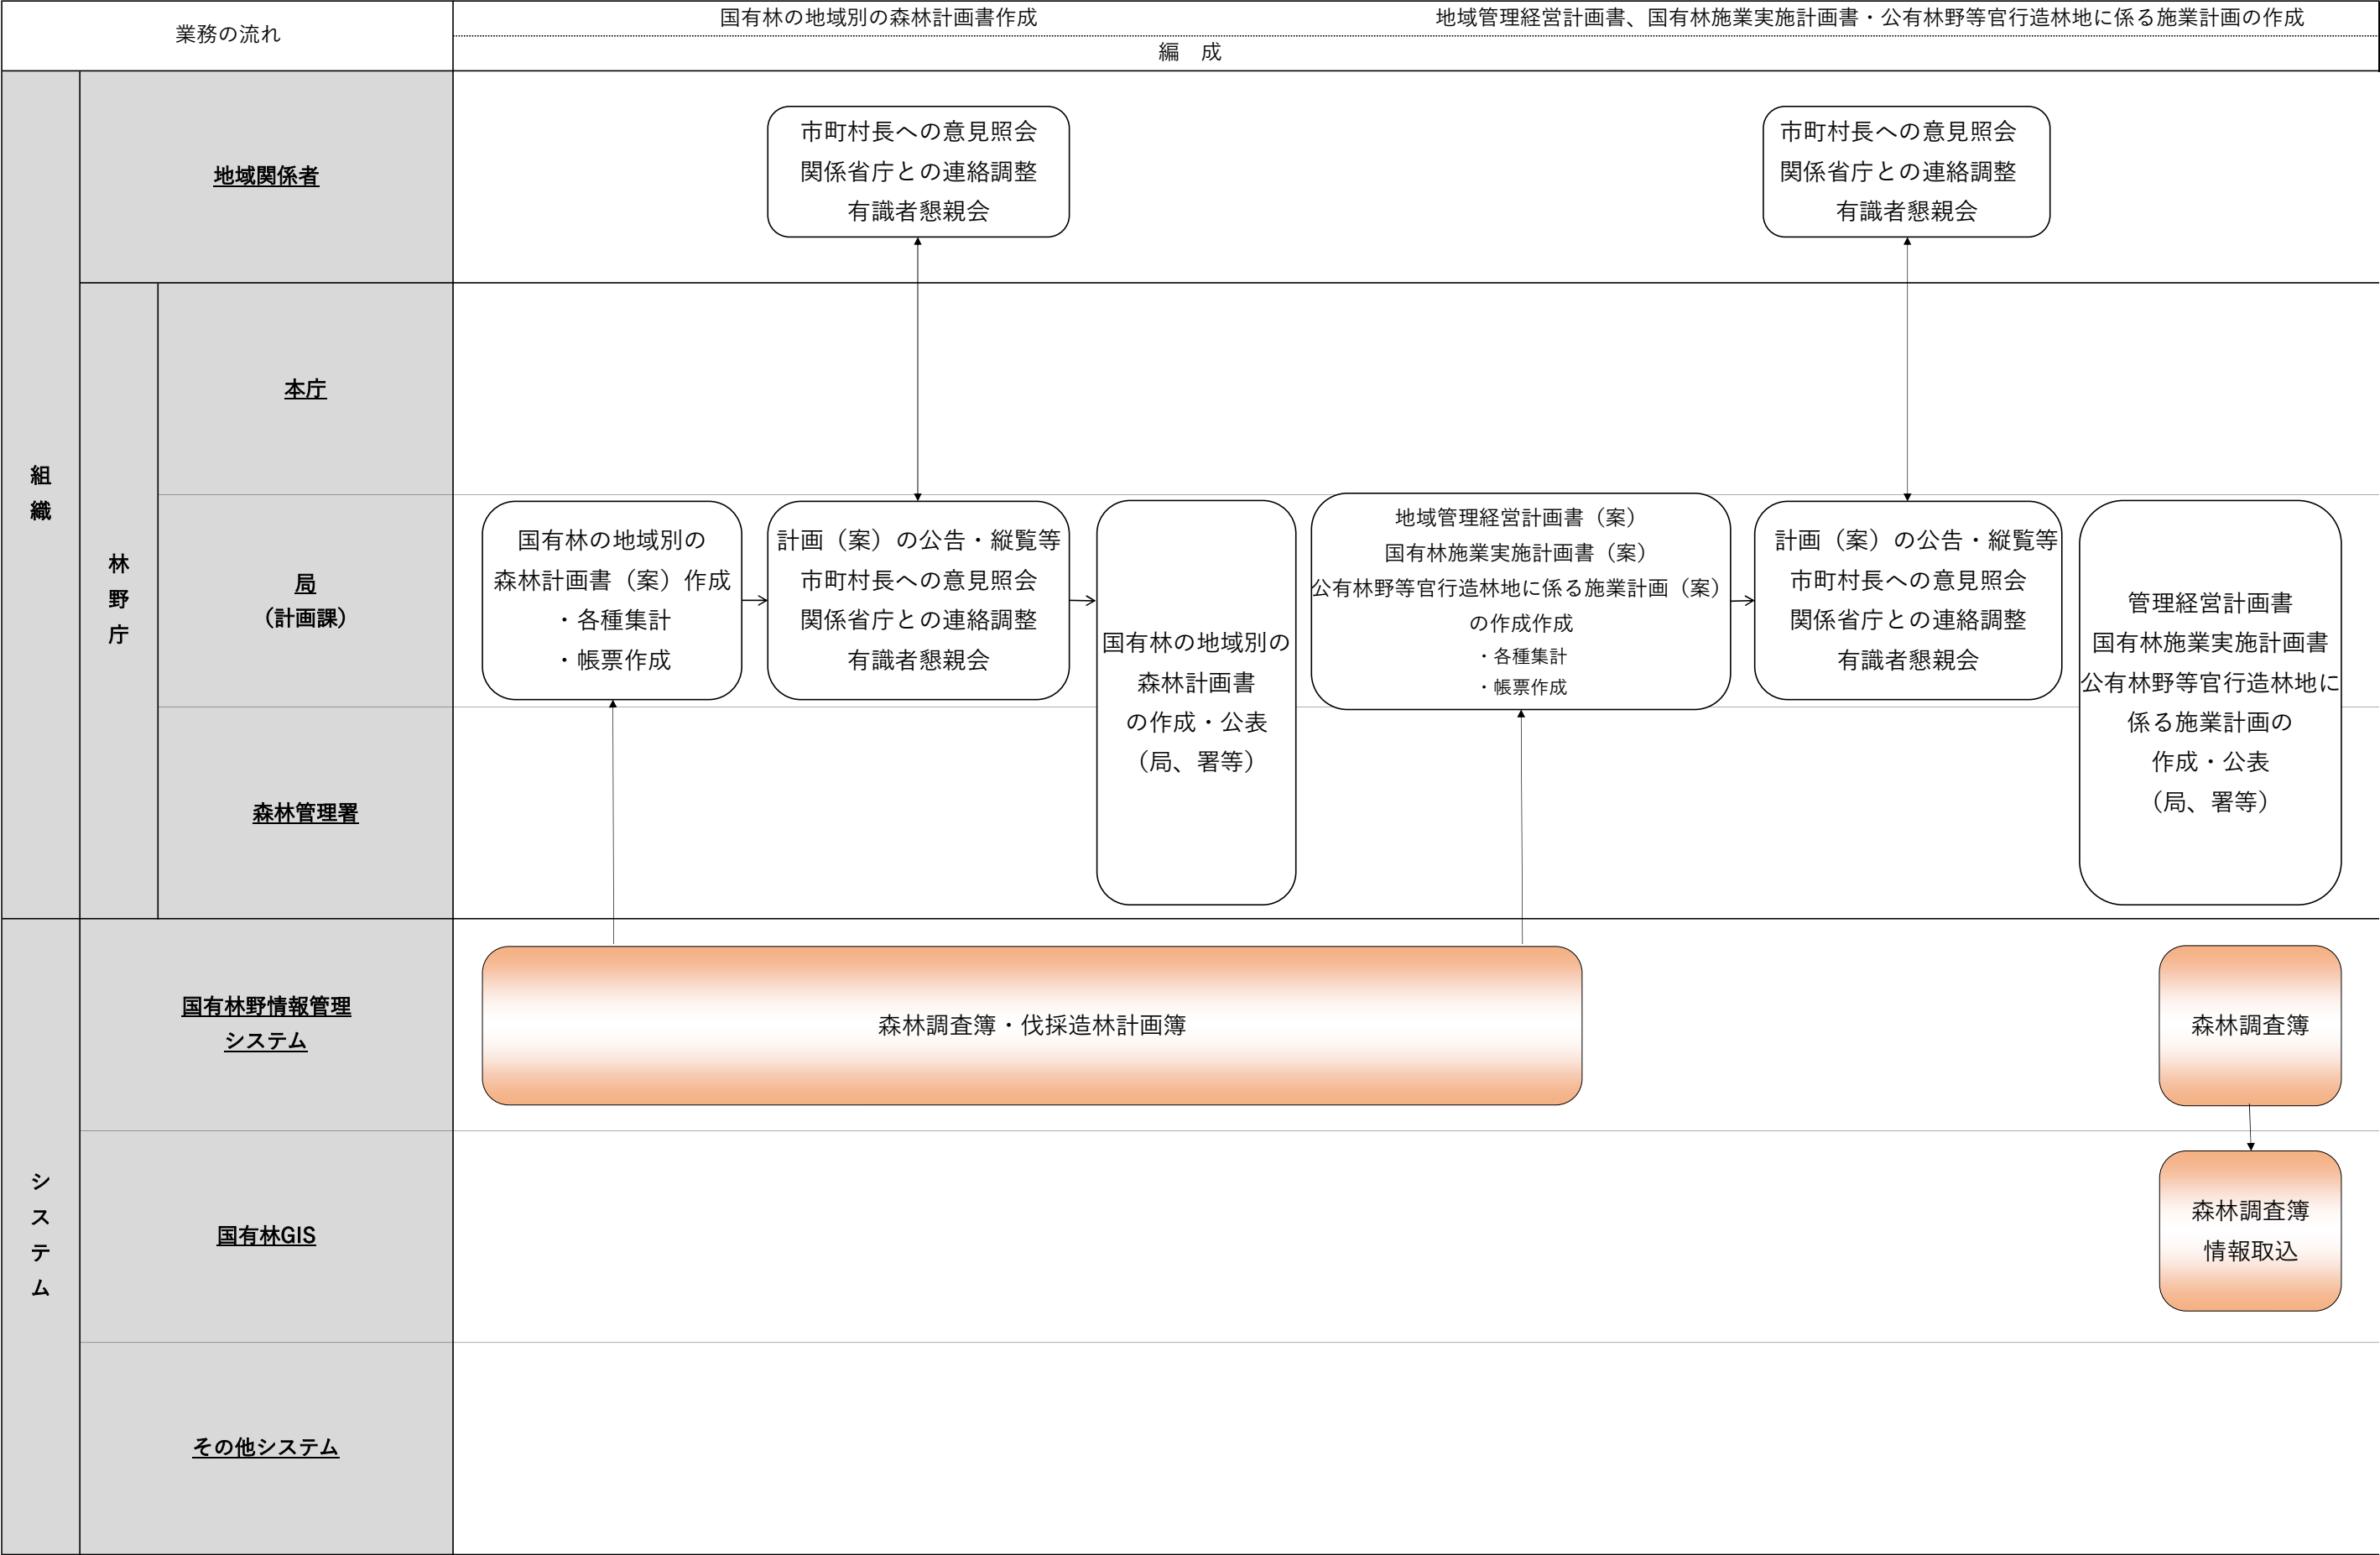 業務の流れ
国有林の地域別の森林計画書作成
地域管理経営計画書、国有林施業実施計画書・公有林野等官行造林地に係る施業計画の作成
編　成
組織
地域関係者
市町村長への意見照会
関係省庁との連絡調整
有識者懇親会
市町村長への意見照会
関係省庁との連絡調整
有識者懇親会
林野庁
本庁
局
（計画課）
国有林の地域別の
森林計画書（案）作成
・各種集計
・帳票作成
計画（案）の公告・縦覧等
市町村長への意見照会
関係省庁との連絡調整
有識者懇親会
国有林の地域別の
森林計画書
の作成・公表
（局、署等）
地域管理経営計画書（案）
国有林施業実施計画書（案）
公有林野等官行造林地に係る施業計画（案）
の作成作成
・各種集計
・帳票作成
計画（案）の公告・縦覧等
市町村長への意見照会
関係省庁との連絡調整
有識者懇親会
管理経営計画書
国有林施業実施計画書
公有林野等官行造林地に
係る施業計画の
作成・公表
（局、署等）
森林管理署
システム
国有林野情報管理
システム
森林調査簿・伐採造林計画簿
森林調査簿
国有林GIS
森林調査簿
情報取込
その他システム